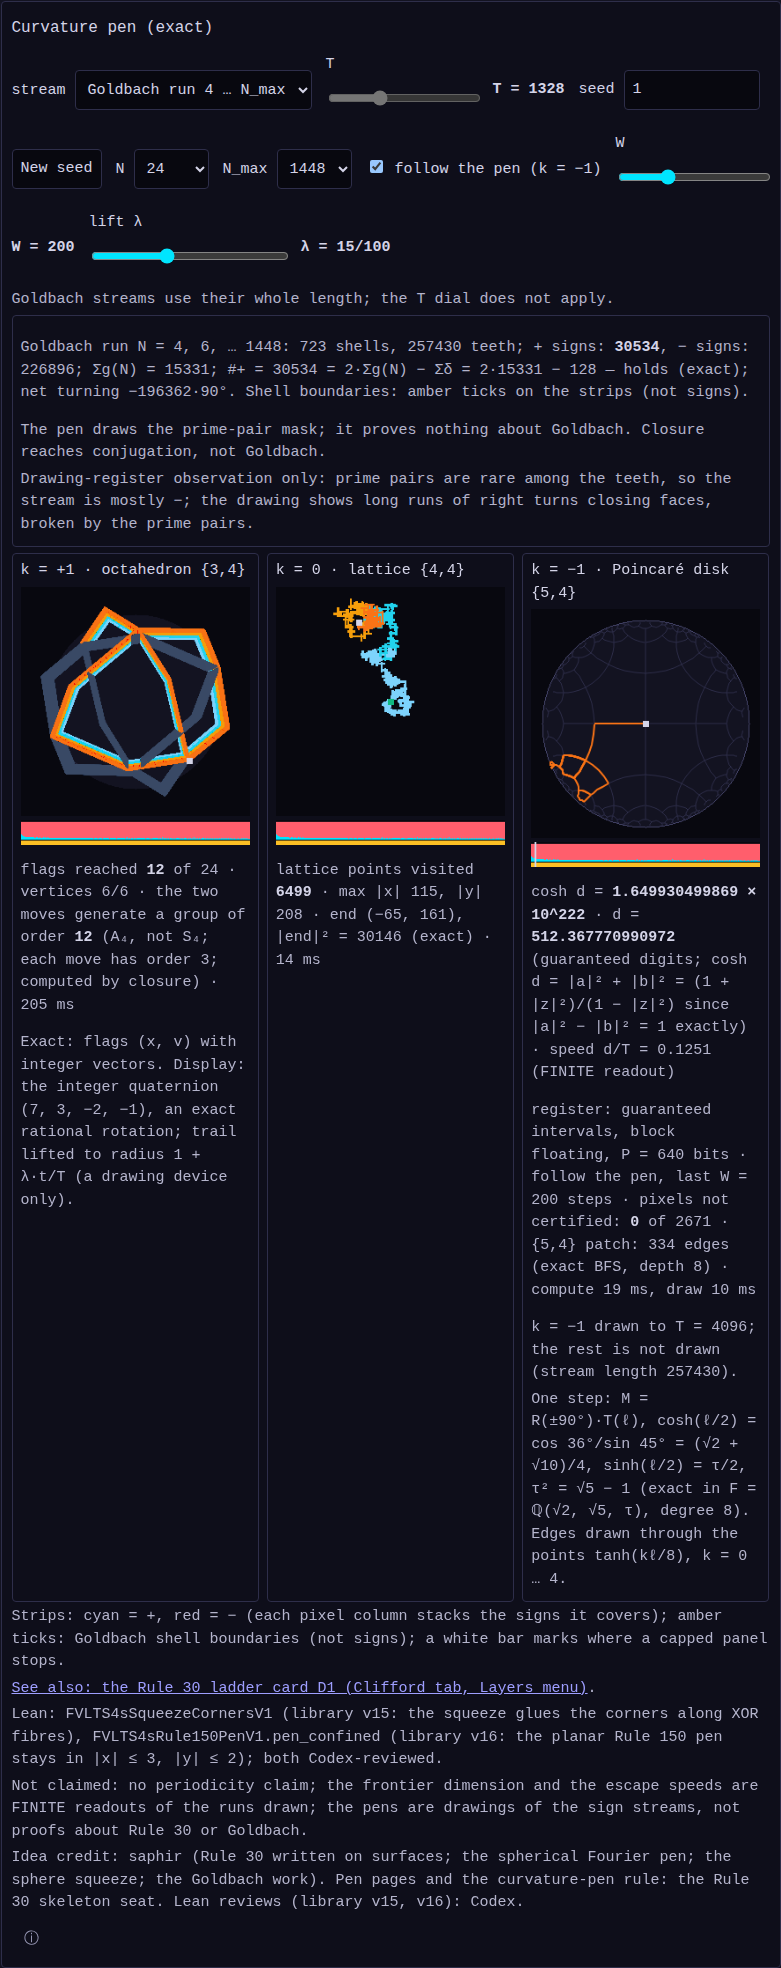 Curvature pen (exact)
T
stream Goldbach run 4 … N_max T = 1328 seed 1
W
New seed N 24 N_max 1448 follow the pen (k = −1)
lift λ
W = 200 λ = 15/100
Goldbach streams use their whole length; the T dial does not apply.
Goldbach run N = 4, 6, … 1448: 723 shells, 257430 teeth; + signs: 30534, − signs:
226896; Σg(N) = 15331; #+ = 30534 = 2·Σg(N) − Σδ = 2·15331 − 128 — holds (exact);
net turning −196362·90°. Shell boundaries: amber ticks on the strips (not signs).
The pen draws the prime-pair mask; it proves nothing about Goldbach. Closure
reaches conjugation, not Goldbach.
Drawing-register observation only: prime pairs are rare among the teeth, so the
stream is mostly −; the drawing shows long runs of right turns closing faces,
broken by the prime pairs.
k = +1 · octahedron {3,4}
flags reached 12 of 24 ·
vertices 6/6 · the two
moves generate a group of
order 12 (A₄, not S₄;
each move has order 3;
computed by closure) ·
205 ms
Exact: flags (x, v) with
integer vectors. Display:
the integer quaternion
(7, 3, −2, −1), an exact
rational rotation; trail
lifted to radius 1 +
λ·t/T (a drawing device
only).
k = 0 · lattice {4,4}
lattice points visited
6499 · max |x| 115, |y|
208 · end (−65, 161),
|end|² = 30146 (exact) ·
14 ms
k = −1 · Poincaré disk
{5,4}
cosh d = 1.649930499869 ×
10^222 · d =
512.367770990972
(guaranteed digits; cosh
d = |a|² + |b|² = (1 +
|z|²)/(1 − |z|²) since
|a|² − |b|² = 1 exactly)
· speed d/T = 0.1251
(FINITE readout)
register: guaranteed
intervals, block
floating, P = 640 bits ·
follow the pen, last W =
200 steps · pixels not
certified: 0 of 2671 ·
{5,4} patch: 334 edges
(exact BFS, depth 8) ·
compute 19 ms, draw 10 ms
k = −1 drawn to T = 4096;
the rest is not drawn
(stream length 257430).
One step: M =
R(±90°)·T(ℓ), cosh(ℓ/2) =
cos 36°/sin 45° = (√2 +
√10)/4, sinh(ℓ/2) = τ/2,
τ² = √5 − 1 (exact in F =
ℚ(√2, √5, τ), degree 8).
Edges drawn through the
points tanh(kℓ/8), k = 0
… 4.
Strips: cyan = +, red = − (each pixel column stacks the signs it covers); amber
ticks: Goldbach shell boundaries (not signs); a white bar marks where a capped panel
stops.
See also: the Rule 30 ladder card D1 (Clifford tab, Layers menu).
Lean: FVLTS4sSqueezeCornersV1 (library v15: the squeeze glues the corners along XOR
fibres), FVLTS4sRule150PenV1.pen_confined (library v16: the planar Rule 150 pen
stays in |x| ≤ 3, |y| ≤ 2); both Codex-reviewed.
Not claimed: no periodicity claim; the frontier dimension and the escape speeds are
FINITE readouts of the runs drawn; the pens are drawings of the sign streams, not
proofs about Rule 30 or Goldbach.
Idea credit: saphir (Rule 30 written on surfaces; the spherical Fourier pen; the
sphere squeeze; the Goldbach work). Pen pages and the curvature-pen rule: the Rule
30 skeleton seat. Lean reviews (library v15, v16): Codex.
ⓘ